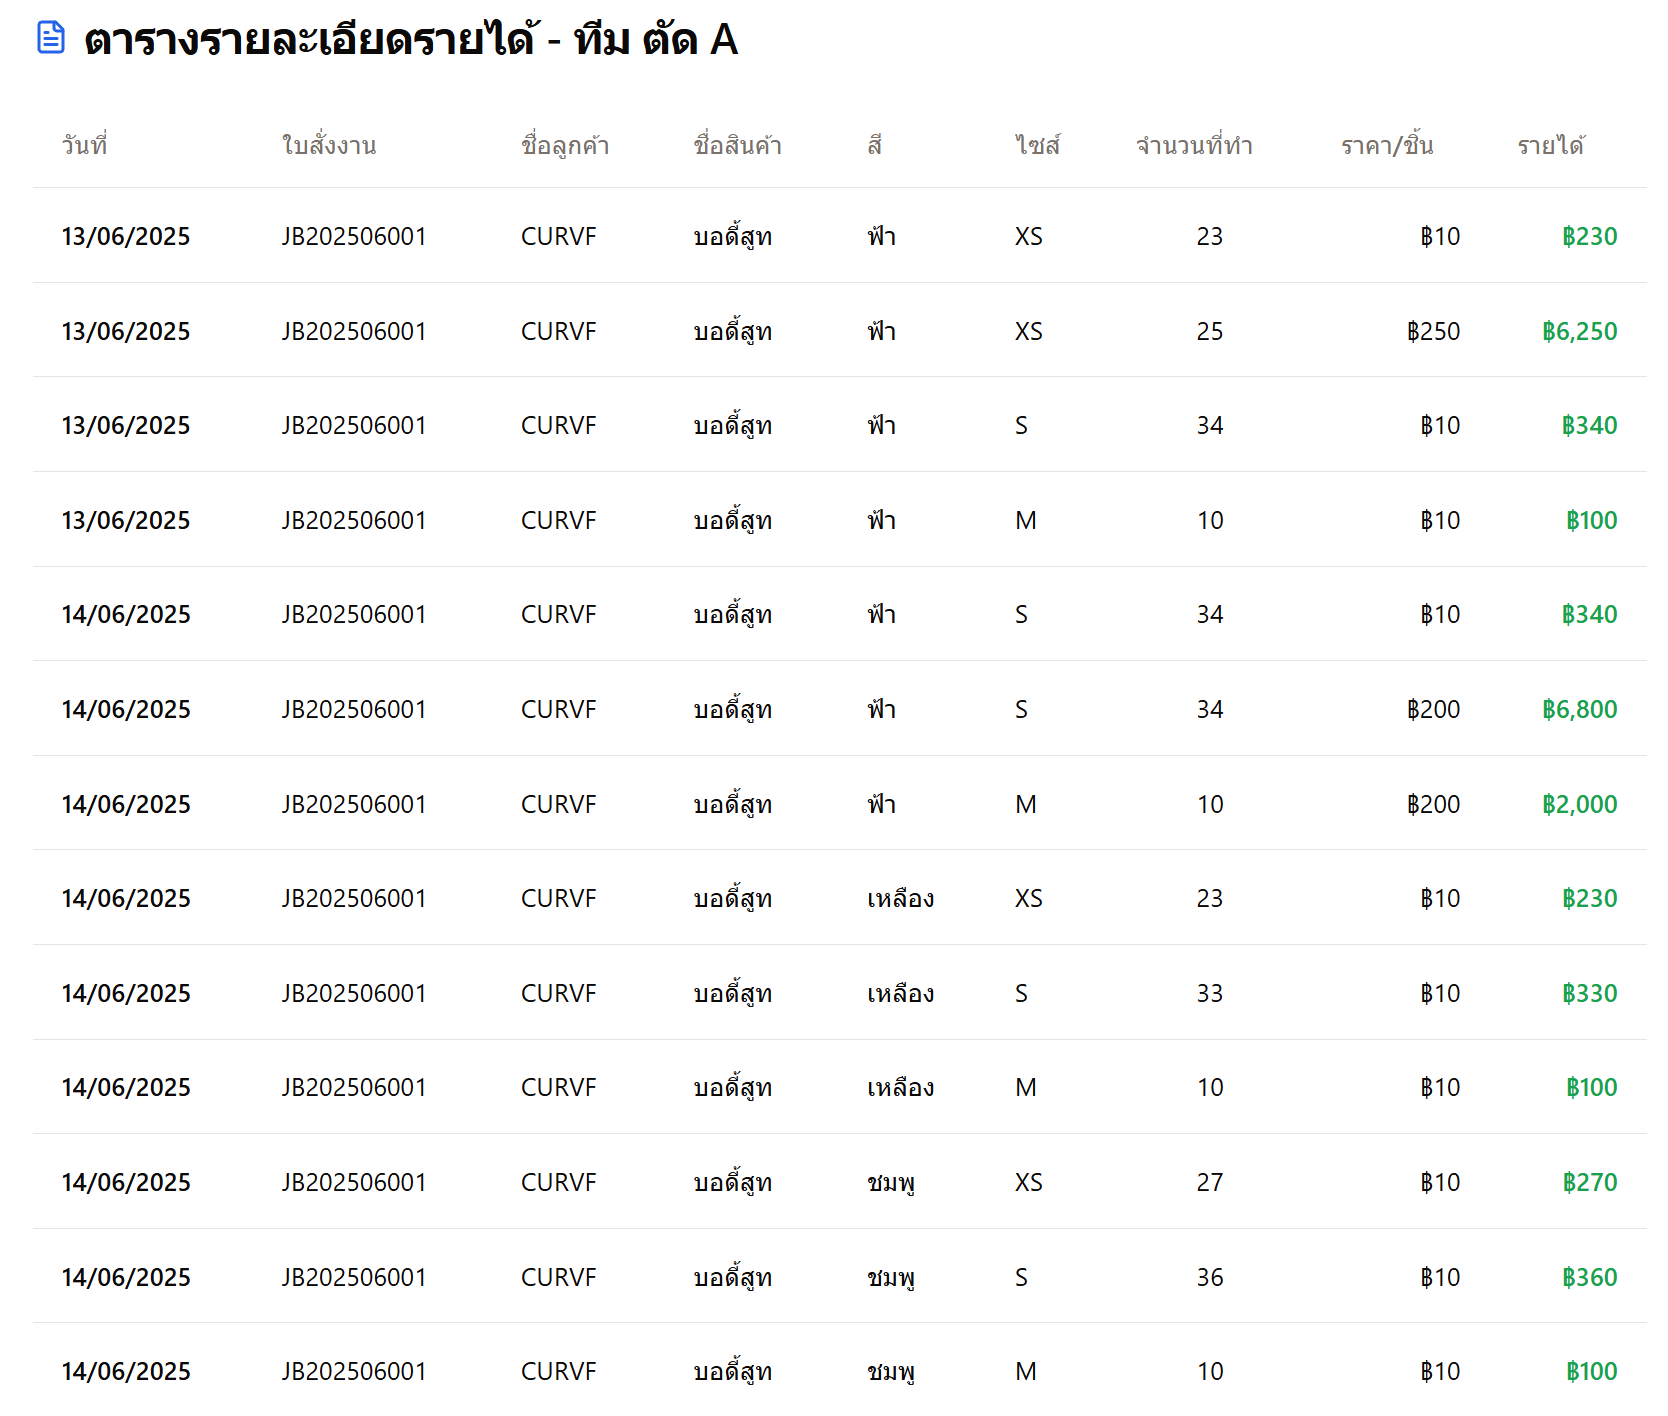 ตารางรายละเอียดรายได้ - ทีม ตัด A
วันที่ ใบสั่งงาน ชื่อลูกค้า ชื่อสินค้า สี ไซส์ จำนวนที่ทำ ราคา/ชิ้น รายได้
13/06/2025 JB202506001 CURVF บอดี้สูท ฟ้า XS 23 ฿10 ฿230
13/06/2025 JB202506001 CURVF บอดี้สูท ฟ้า XS 25 ฿250 ฿6,250
13/06/2025 JB202506001 CURVF บอดี้สูท ฟ้า S 34 ฿10 ฿340
13/06/2025 JB202506001 CURVF บอดี้สูท ฟ้า M 10 ฿10 ฿100
14/06/2025 JB202506001 CURVF บอดี้สูท ฟ้า S 34 ฿10 ฿340
14/06/2025 JB202506001 CURVF บอดี้สูท ฟ้า S 34 ฿200 ฿6,800
14/06/2025 JB202506001 CURVF บอดี้สูท ฟ้า M 10 ฿200 ฿2,000
14/06/2025 JB202506001 CURVF บอดี้สูท เหลือง XS 23 ฿10 ฿230
14/06/2025 JB202506001 CURVF บอดี้สูท เหลือง S 33 ฿10 ฿330
14/06/2025 JB202506001 CURVF บอดี้สูท เหลือง M 10 ฿10 ฿100
14/06/2025 JB202506001 CURVF บอดี้สูท ชมพู XS 27 ฿10 ฿270
14/06/2025 JB202506001 CURVF บอดี้สูท ชมพู S 36 ฿10 ฿360
14/06/2025 JB202506001 CURVF บอดี้สูท ชมพู M 10 ฿10 ฿100